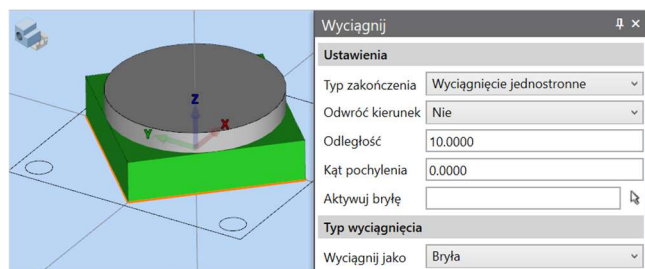 Wyciągnij
Ustawienia
Typ zakończenia Wyciągnięcie jednostronne
Odwróć kierunek Nie
Odległość 10.0000
Kąt pochylenia 0.0000
Aktywuj bryłę
Typ wyciągnięcia
Wyciągnij jako Bryła
Z
Y X